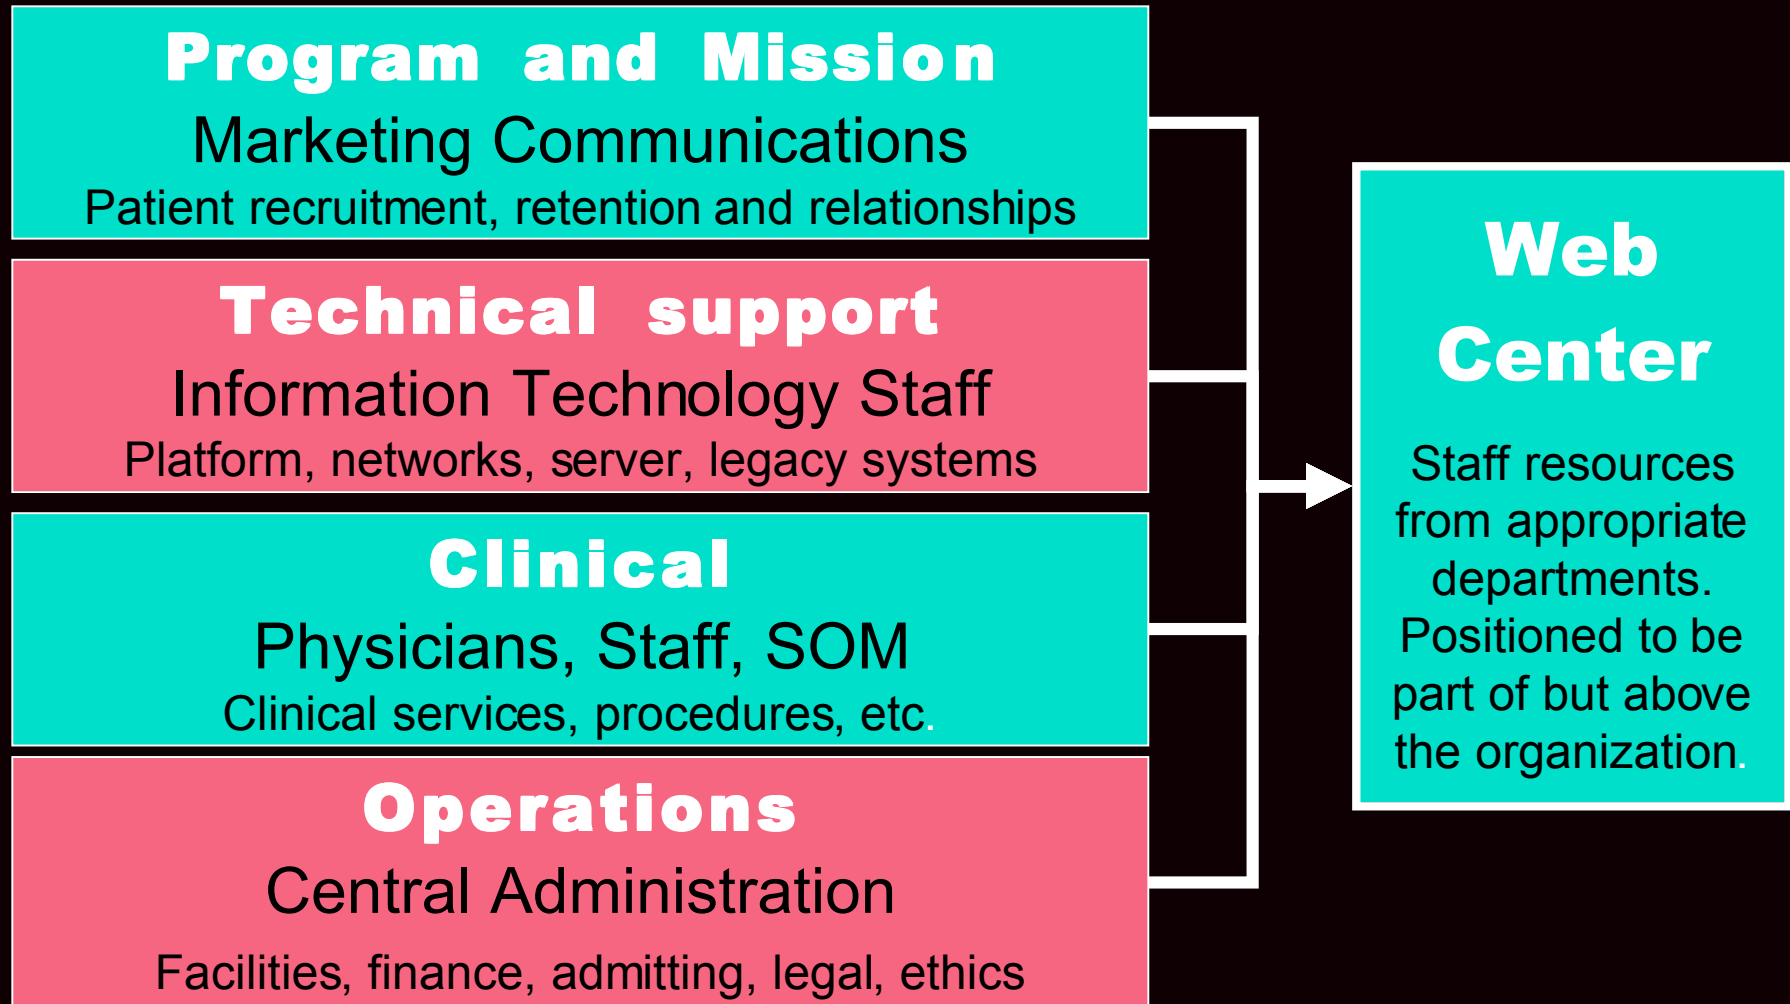 Program and Mission
Marketing Communications
Patient recruitment, retention and relationships
Technical support
Information Technology Staff
Platform, networks, server, legacy systems
Clinical
Physicians, Staff, SOM
Clinical services, procedures, etc.
Operations
Central Administration
Facilities, finance, admitting, legal, ethics
Web
Center
Staff resources
from appropriate
departments.
Positioned to be
part of but above
the organization.